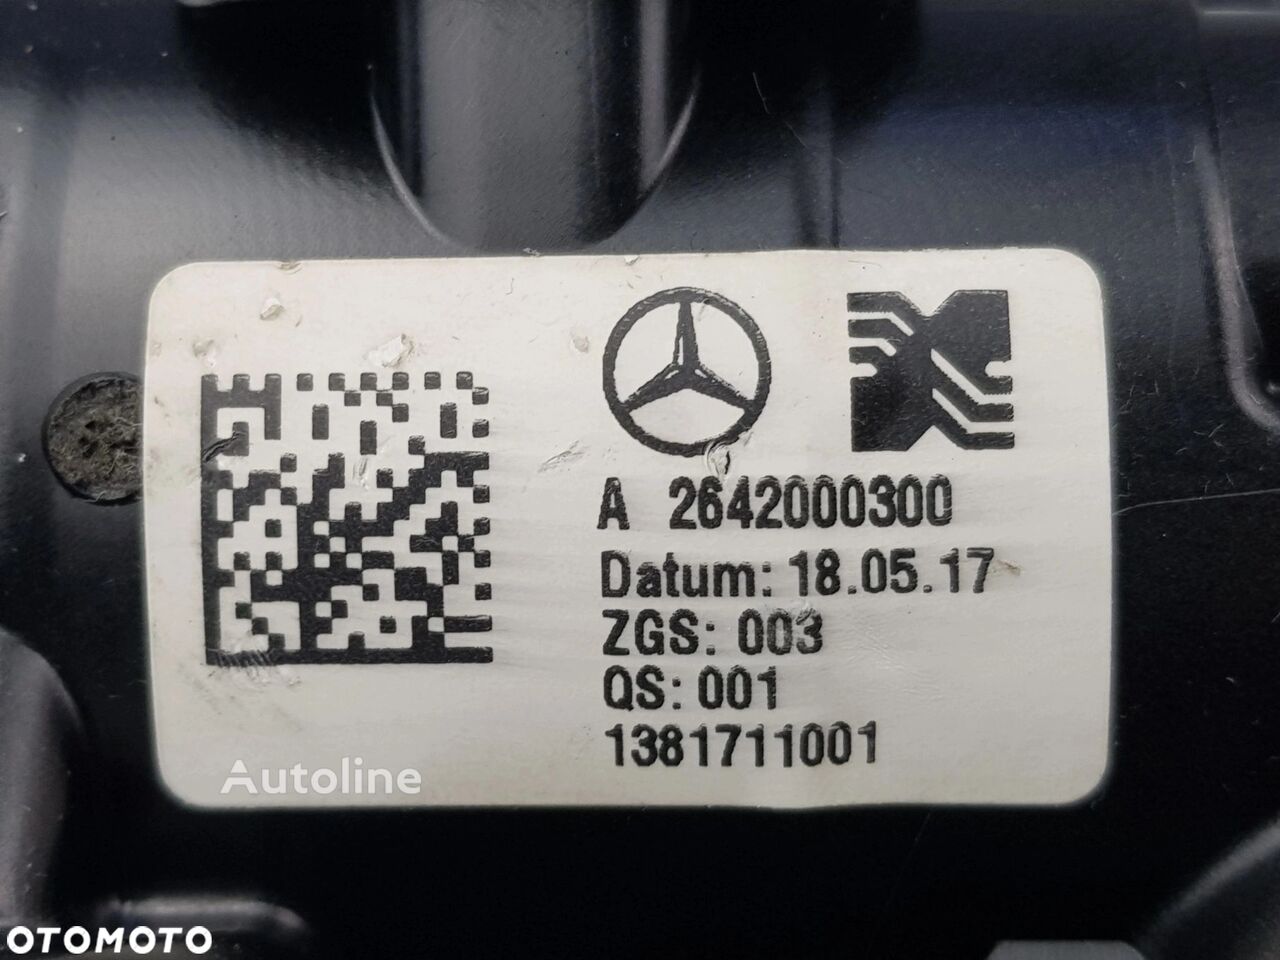 A 2642000300
Datum: 18.05.17
ZGS: 003
QS: 001
1381711001
Autoline
OTOMOTO